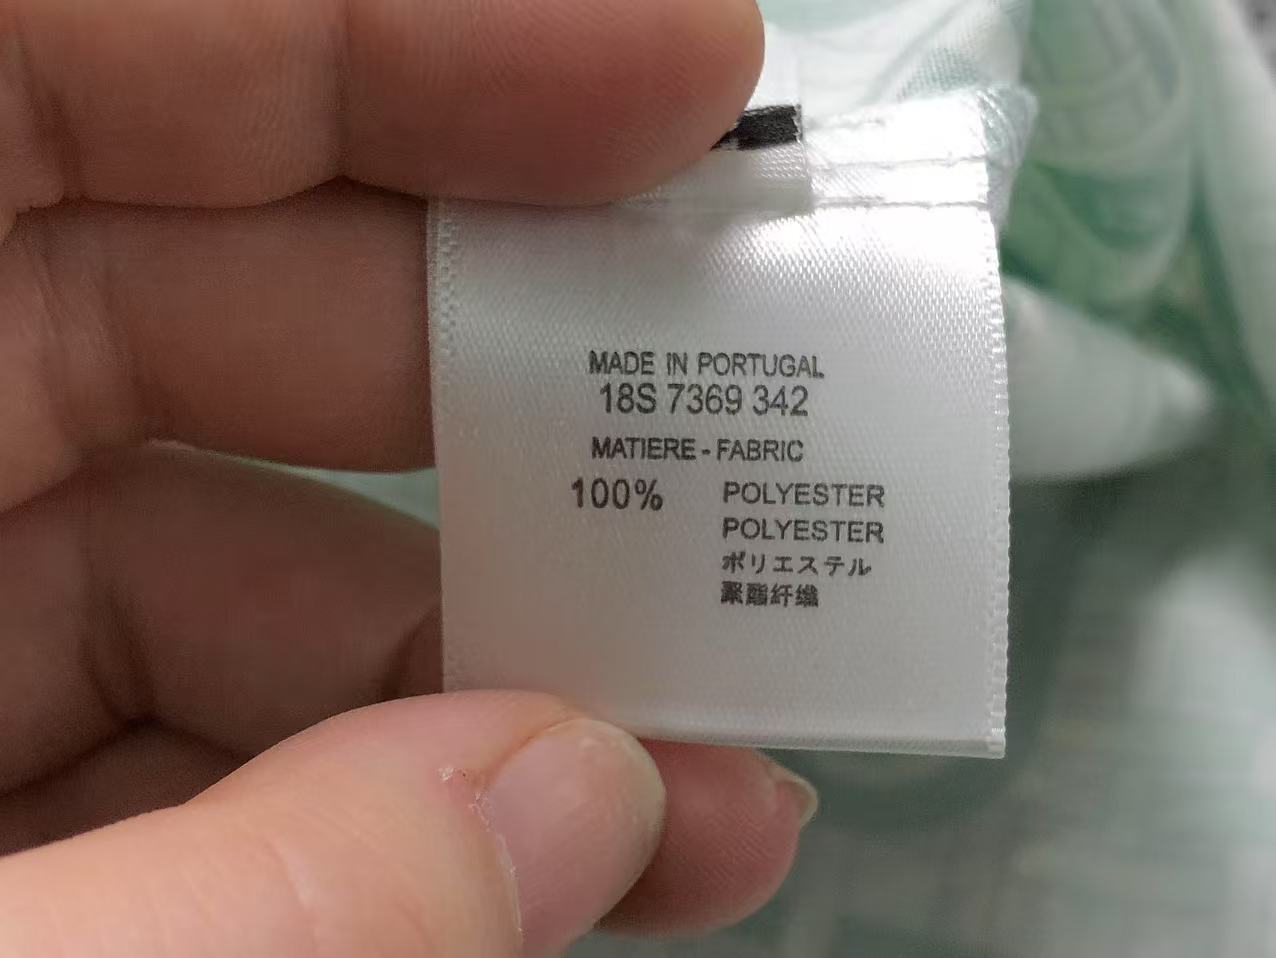 MADE IN PORTUGAL
18S 7369 342
MATIERE - FABRIC
100% POLYESTER
POLYESTER
ポリエステル
聚酯纤维